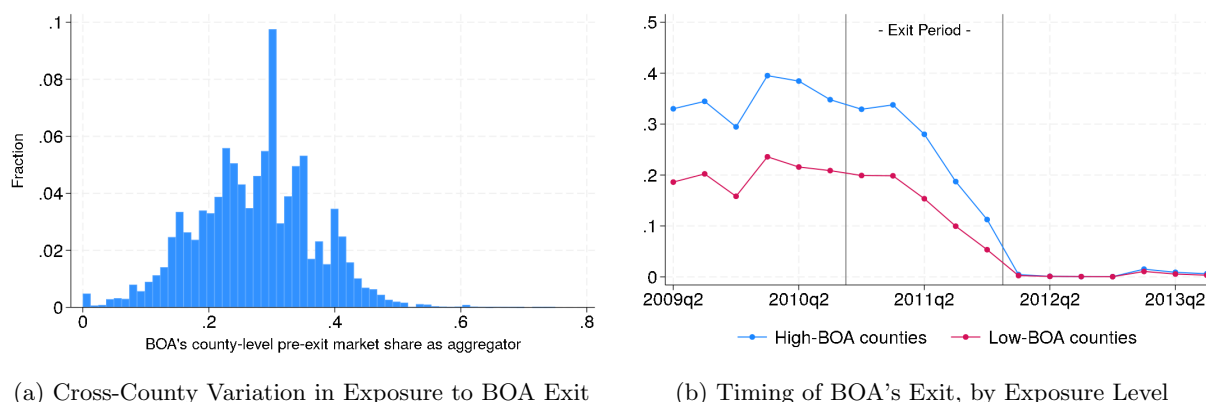 .1
.08
.06
.04
.02
0
Fraction
0 .2 .4 .6 .8
BOA's county-level pre-exit market share as aggregator
(a) Cross-County Variation in Exposure to BOA Exit
.5
.4
.3
.2
.1
0
- Exit Period -
2009q2 2010q2 2011q2 2012q2 2013q2
High-BOA counties Low-BOA counties
(b) Timing of BOA's Exit, by Exposure Level